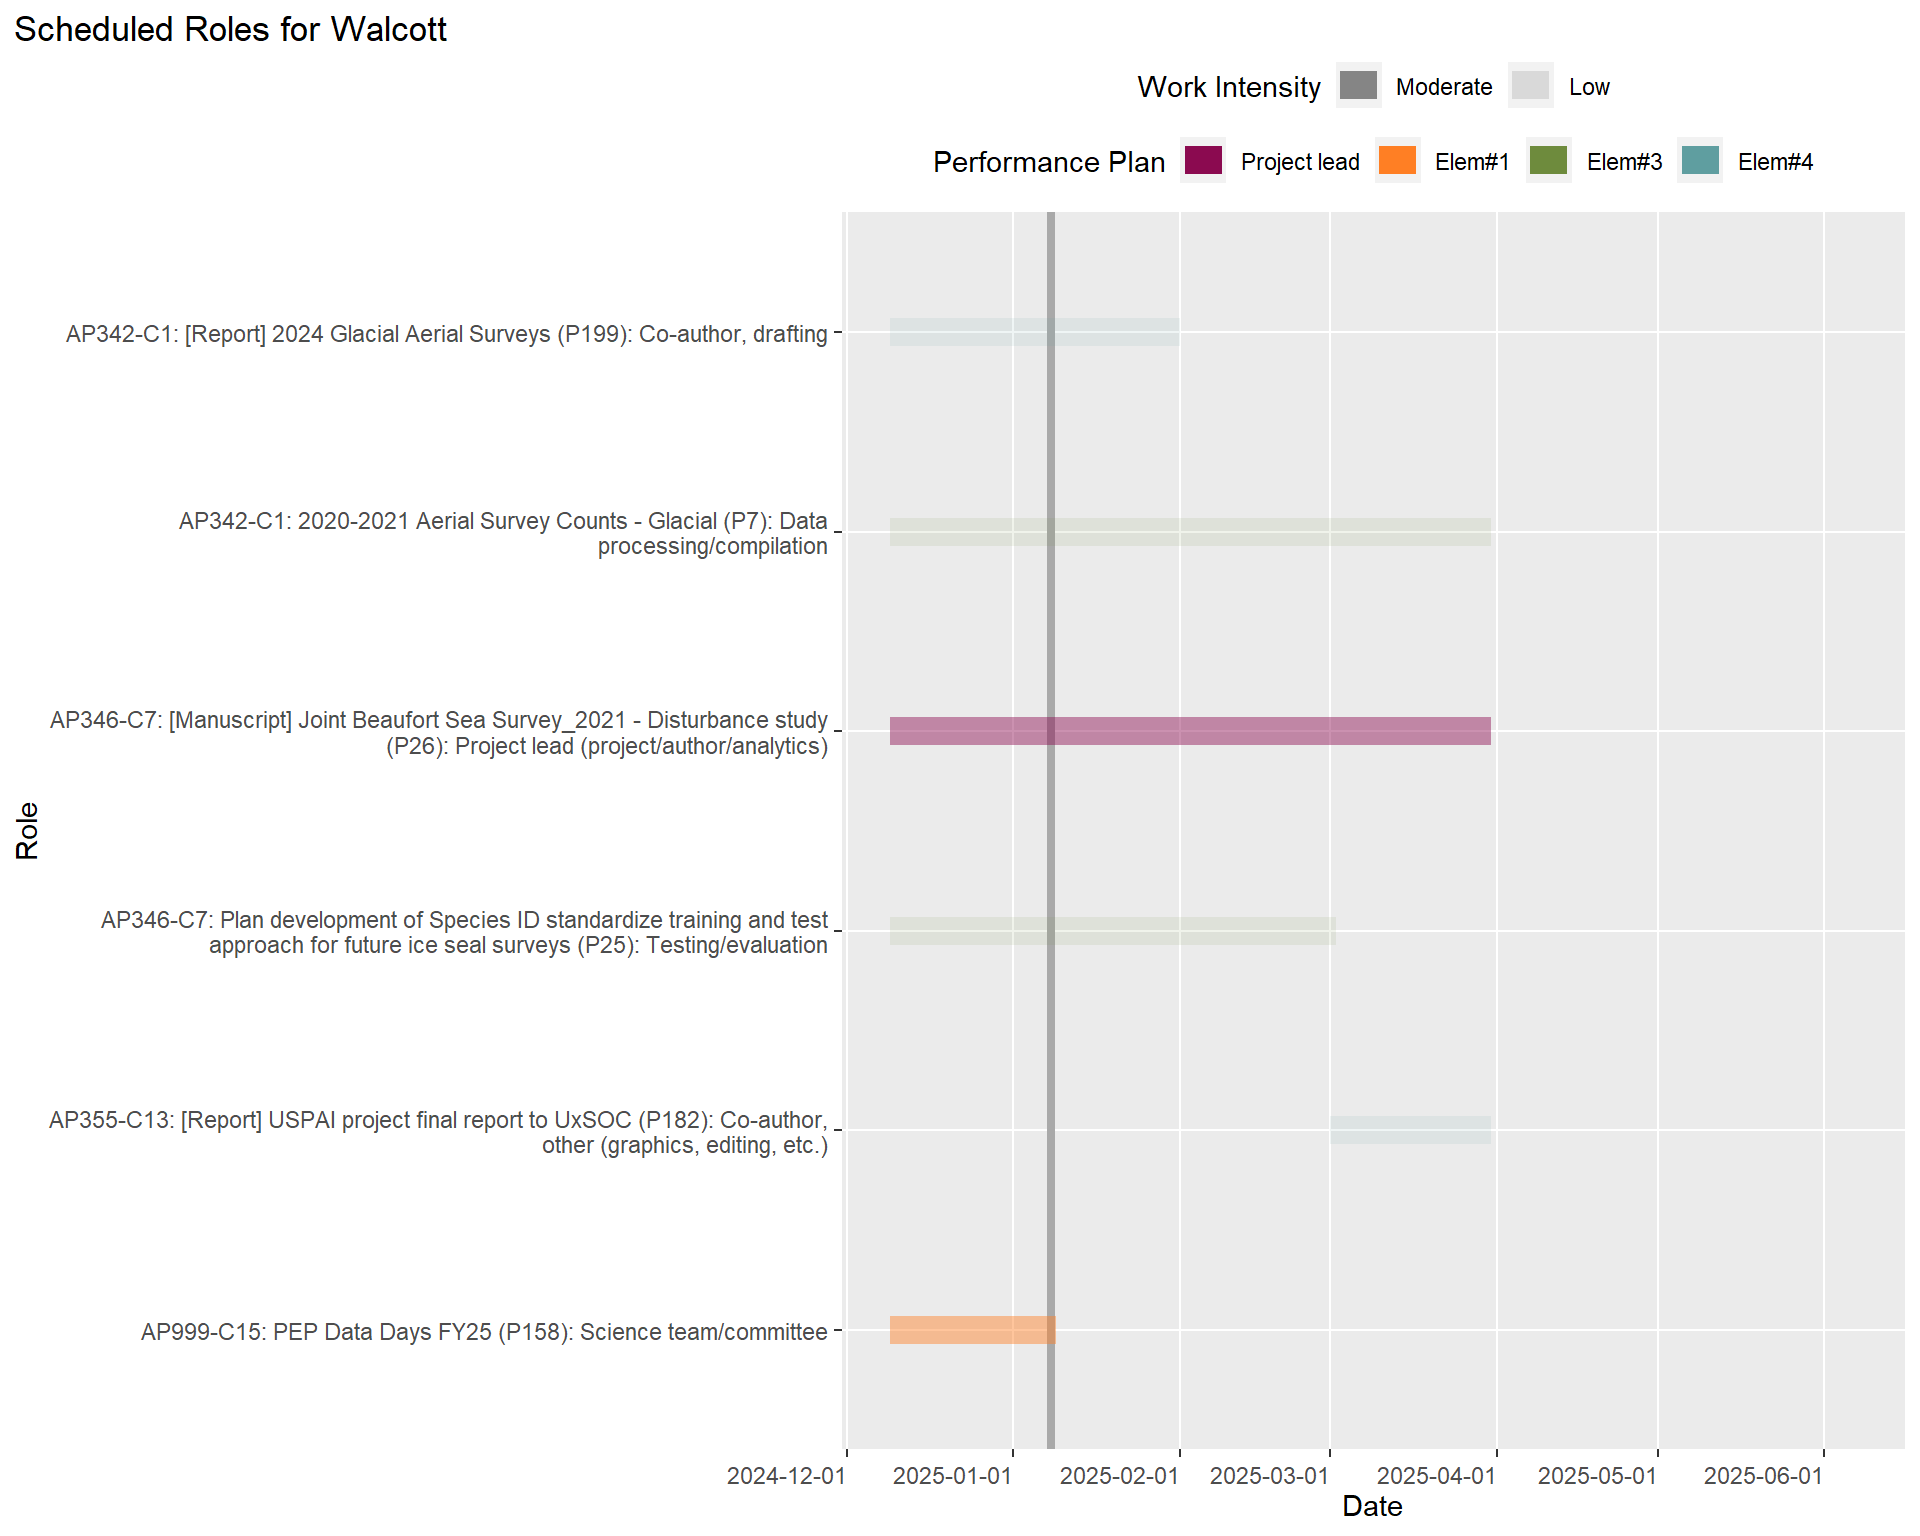 Scheduled Roles for Walcott
Work Intensity Moderate Low
Performance Plan Project lead Elem#1 Elem#3 Elem#4
AP342-C1: [Report] 2024 Glacial Aerial Surveys (P199): Co-author, drafting
AP342-C1: 2020-2021 Aerial Survey Counts - Glacial (P7): Data
processing/compilation
AP346-C7: [Manuscript] Joint Beaufort Sea Survey_2021 - Disturbance study
(P26): Project lead (project/author/analytics)
Role
AP346-C7: Plan development of Species ID standardize training and test
approach for future ice seal surveys (P25): Testing/evaluation
AP355-C13: [Report] USPAI project final report to UxSOC (P182): Co-author,
other (graphics, editing, etc.)
AP999-C15: PEP Data Days FY25 (P158): Science team/committee
2024-12-01 2025-01-01 2025-02-01 2025-03-01 2025-04-01 2025-05-01 2025-06-01
Date